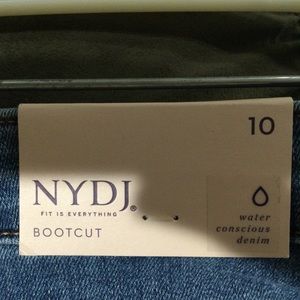 10
NYDJ®
FIT IS EVERYTHING
BOOTCUT
water
conscious
denim